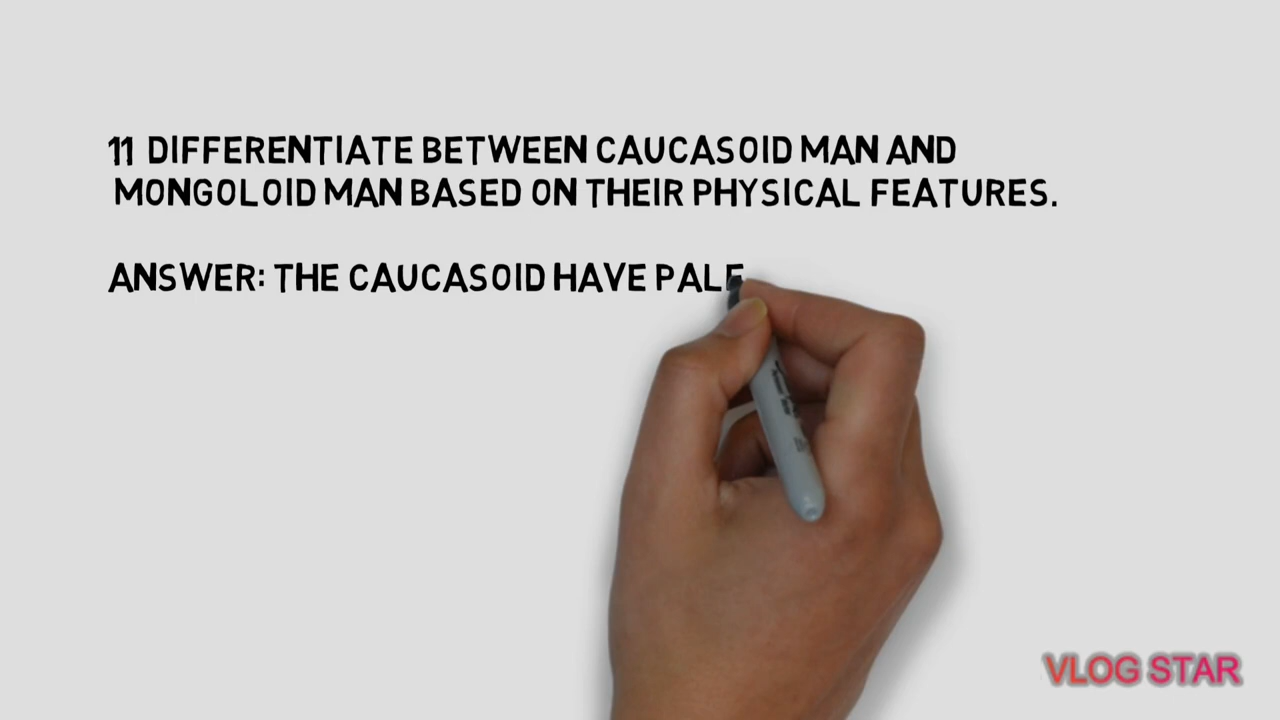 11 DIFFERENTIATE BETWEEN CAUCASOID MAN AND
MONGOLOID MAN BASED ON THEIR PHYSICAL FEATURES.
ANSWER: THE CAUCASOID HAVE PALE
VLOG STAR